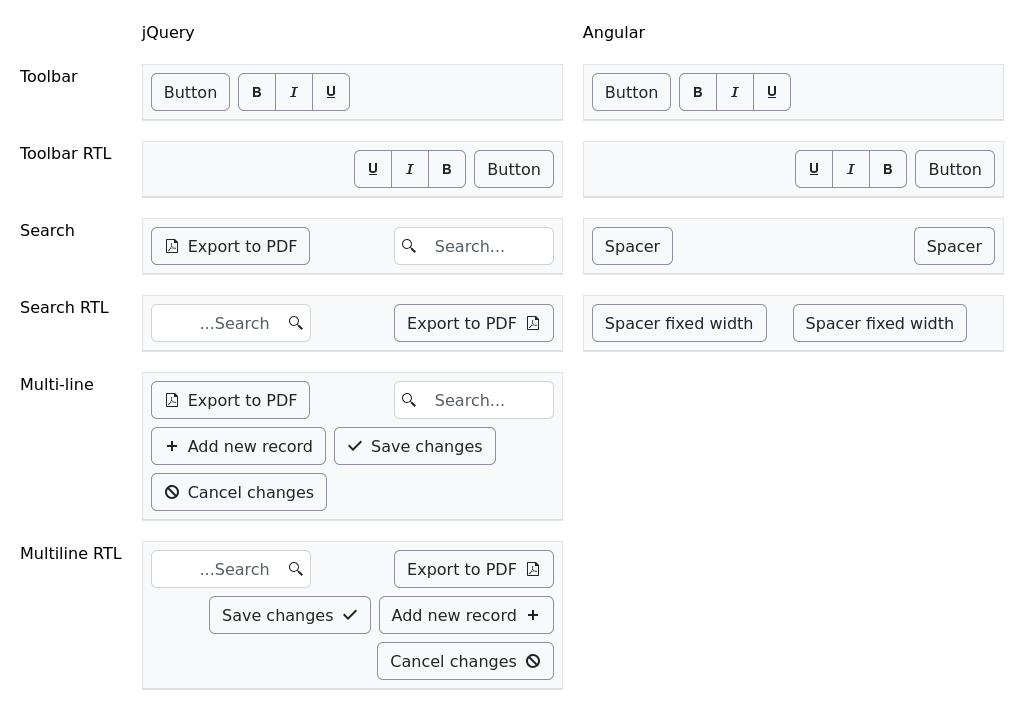 jQuery Angular
Toolbar Button B I U Button B I U
Toolbar RTL U I B Button U I B Button
Search Export to PDF Search... Spacer Spacer
Search RTL ...Search Export to PDF Spacer fixed width Spacer fixed width
Multi-line Export to PDF Search...
Add new record Save changes
Cancel changes
Multiline RTL ...Search Export to PDF
Save changes Add new record
Cancel changes